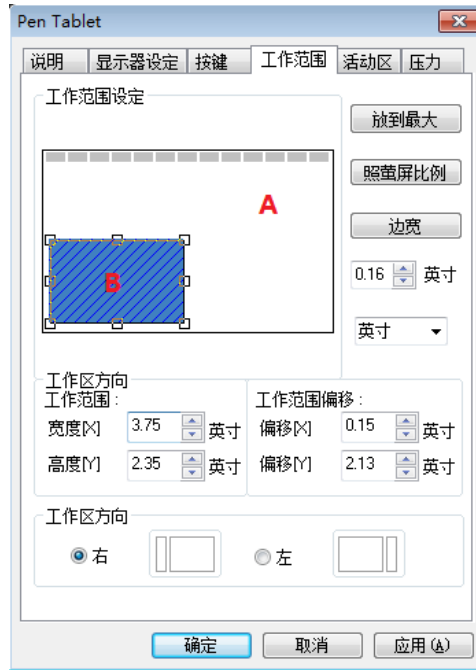 Pen Tablet
说明 显示器设定 按键 工作范围 活动区 压力
工作范围设定
放到最大
照萤屏比例
边宽
0.16 英寸
英寸
A
B
工作区方向
工作范围:
宽度[X] 3.75 英寸
高度[Y] 2.35 英寸
工作范围偏移:
偏移[X] 0.15 英寸
偏移[Y] 2.13 英寸
工作区方向
右 左
确定 取消 应用(A)